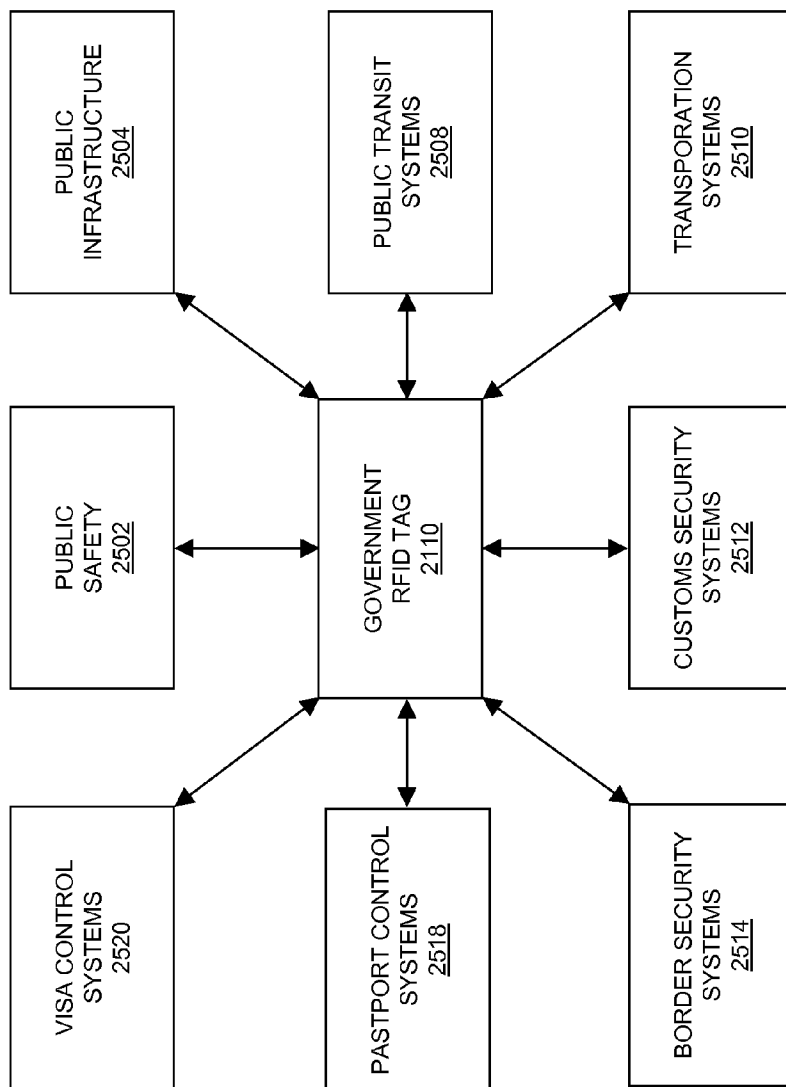 VISA CONTROL
SYSTEMS
2520
PUBLIC
SAFETY
2502
PUBLIC
INFRASTRUCTURE
2504
PASTPORT CONTROL
SYSTEMS
2518
GOVERNMENT
RFID TAG
2110
PUBLIC TRANSIT
SYSTEMS
2508
BORDER SECURITY
SYSTEMS
2514
CUSTOMS SECURITY
SYSTEMS
2512
TRANSPORATION
SYSTEMS
2510